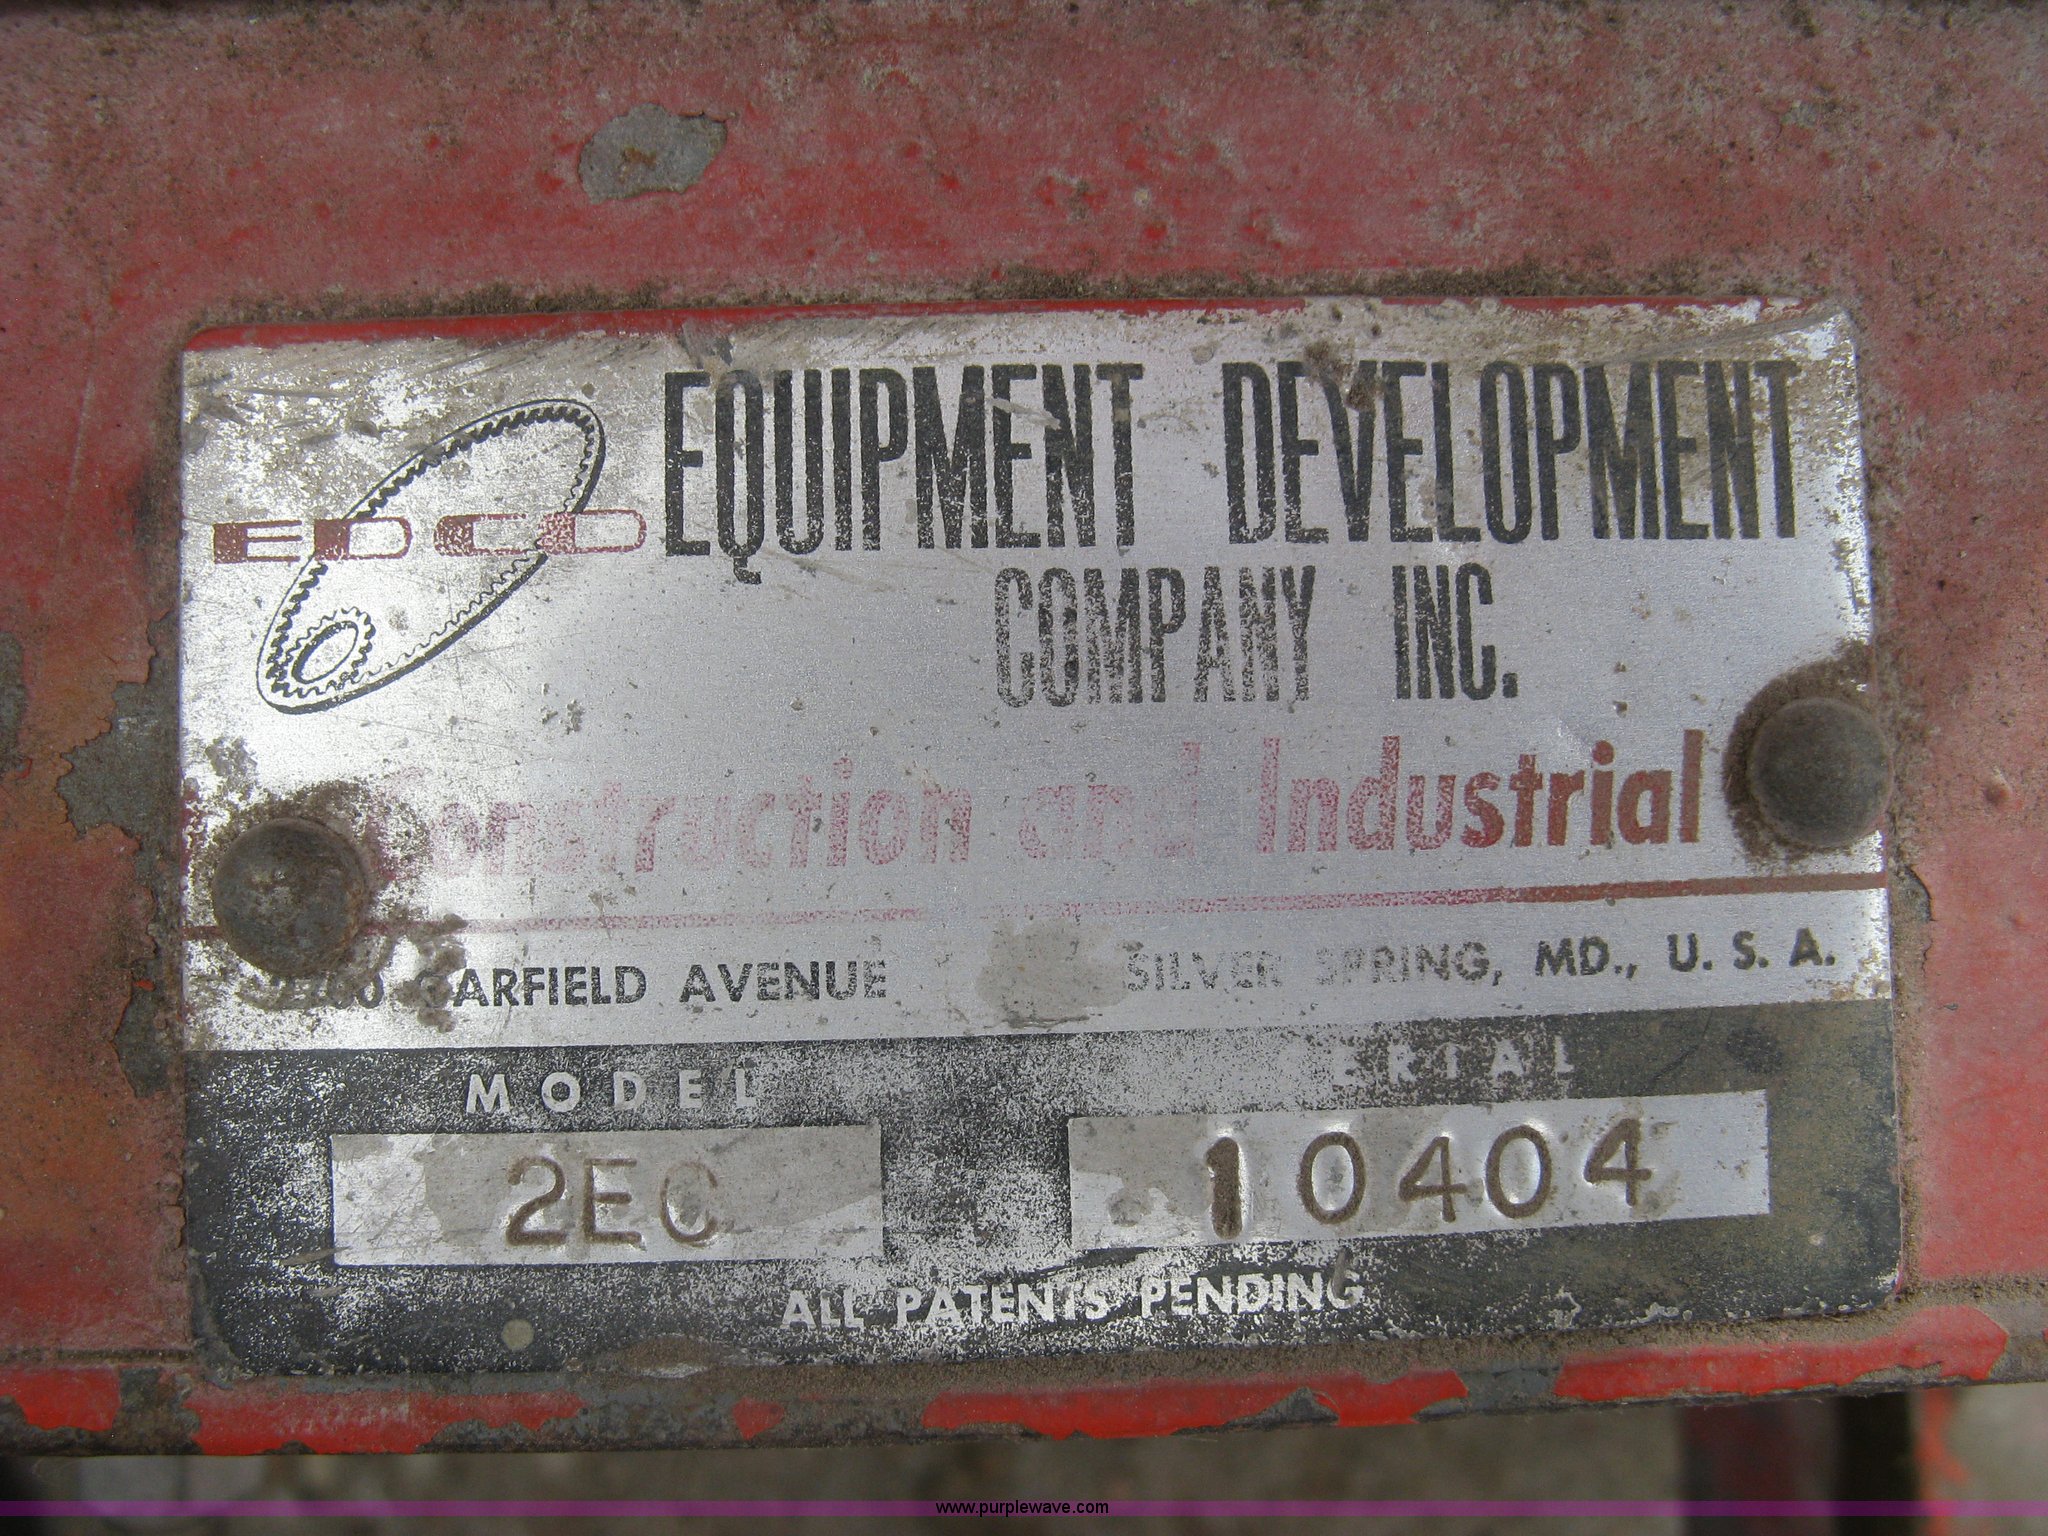 EDCO
EQUIPMENT DEVELOPMENT
COMPANY INC.
Construction and Industrial
GARFIELD AVENUE SILVER SPRING, MD., U. S. A.
MODEL SERIAL
2EC 10404
ALL PATENTS PENDING
www.purplewave.com